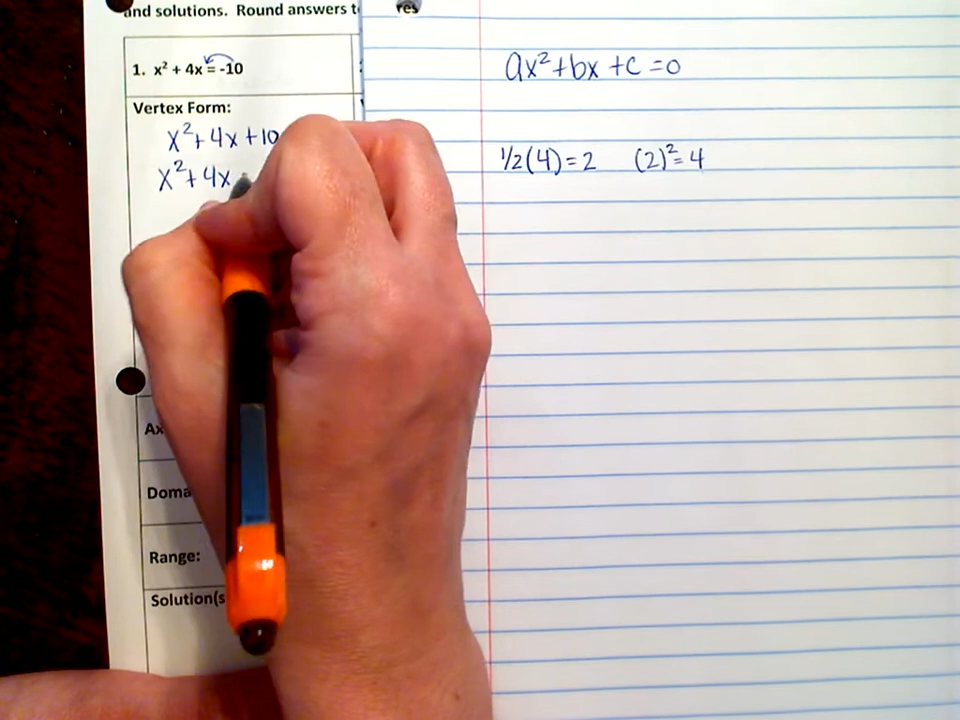 and solutions. Round answers t
res
1. x² + 4x = -10
Vertex Form:
x² + 4x + 10
x² + 4x
Ax
Doma
Range:
Solution(s
ax² + bx + c = 0
1/2(4) = 2 (2)² = 4